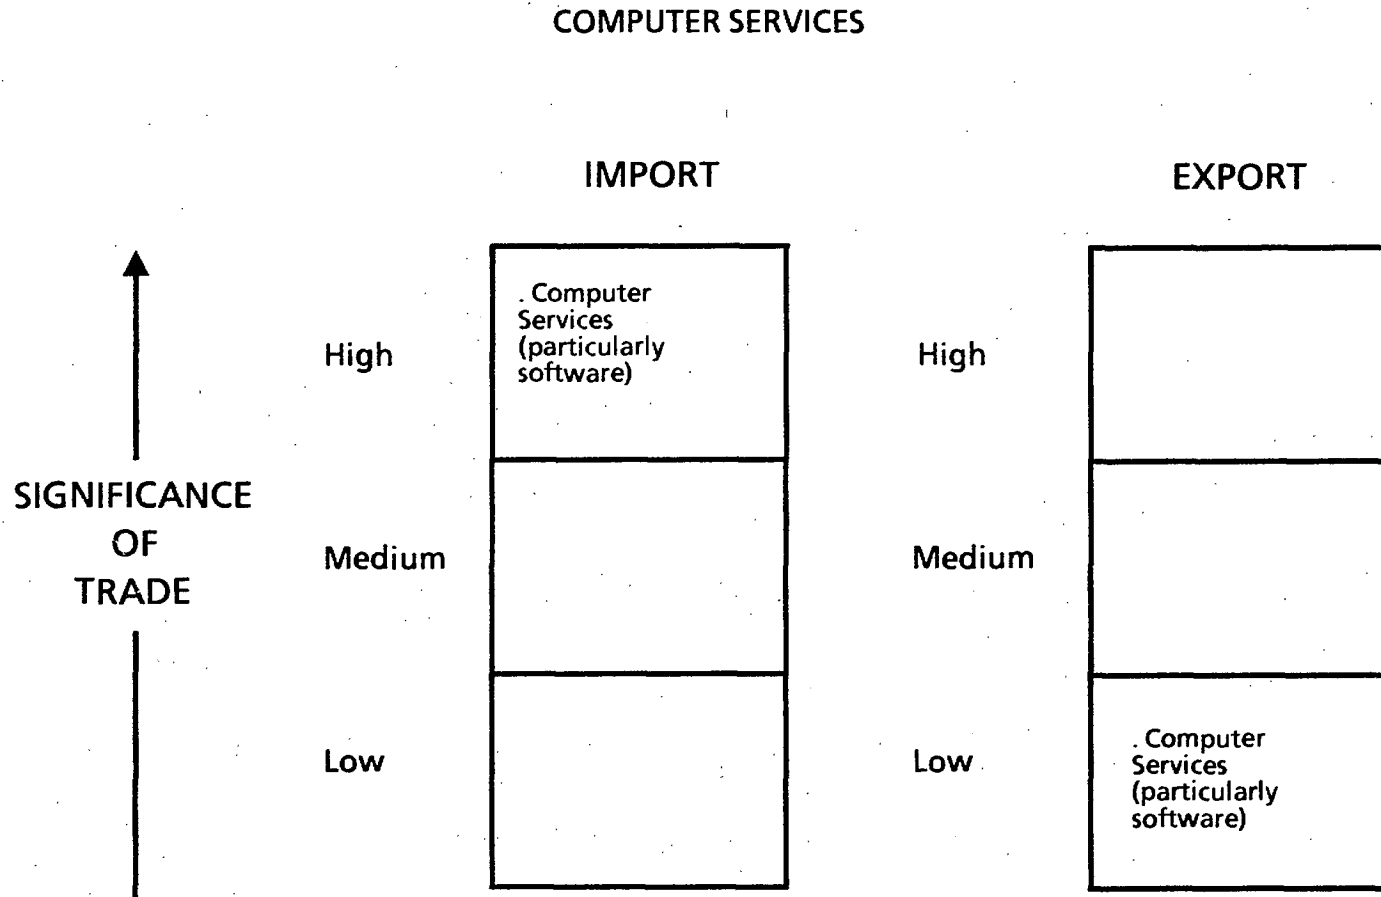 COMPUTER SERVICES
IMPORT
EXPORT
. Computer
Services
(particularly
software)
High
High
SIGNIFICANCE
OF
TRADE
Medium
Medium
Low
Low
. Computer
Services
(particularly
software)